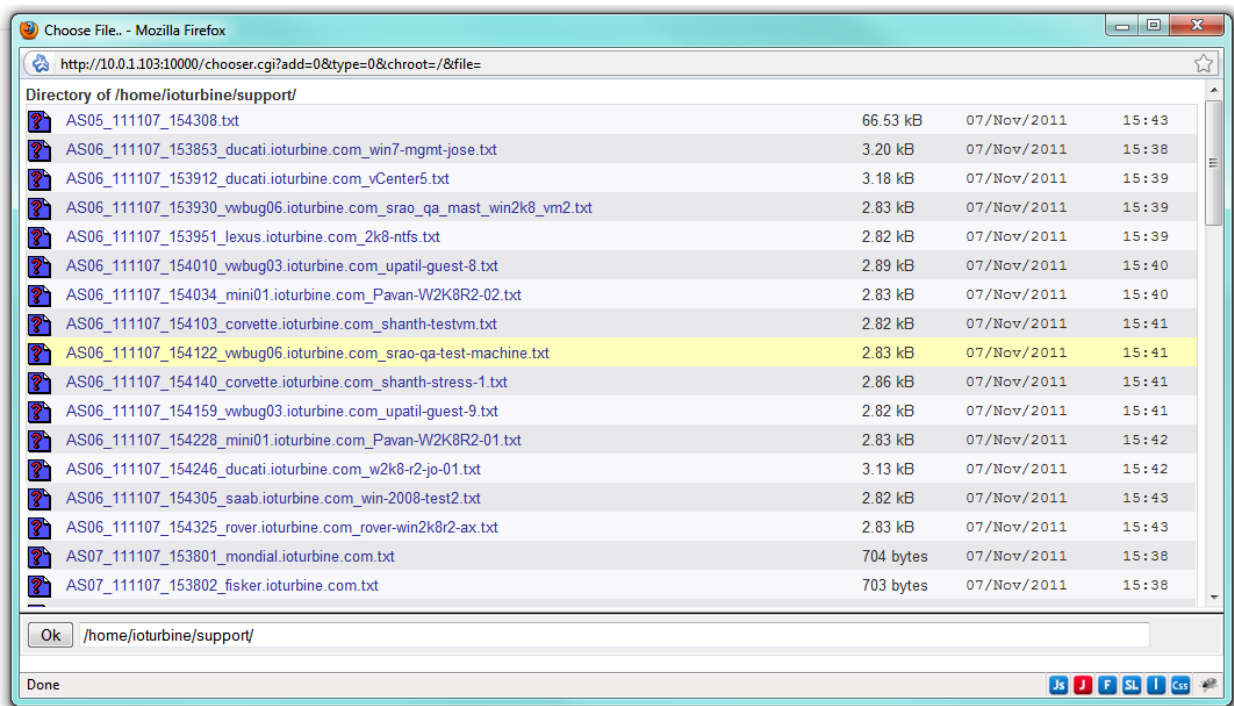 Choose File.. - Mozilla Firefox
http://10.0.1.103:10000/chooser.cgi?add=0&type=0&chroot=/&file=
Directory of /home/ioturbine/support/
AS05_111107_154308.txt 66.53 kB 07/Nov/2011 15:43
AS06_111107_153853_ducati.ioturbine.com_win7-mgmt-jose.txt 3.20 kB 07/Nov/2011 15:38
AS06_111107_153912_ducati.ioturbine.com_vCenter5.txt 3.18 kB 07/Nov/2011 15:39
AS06_111107_153930_vwbug06.ioturbine.com_srao_qa_mast_win2k8_vm2.txt 2.83 kB 07/Nov/2011 15:39
AS06_111107_153951_lexus.ioturbine.com_2k8-ntfs.txt 2.82 kB 07/Nov/2011 15:39
AS06_111107_154010_vwbug03.ioturbine.com_upatil-guest-8.txt 2.89 kB 07/Nov/2011 15:40
AS06_111107_154034_mini01.ioturbine.com_Pavan-W2K8R2-02.txt 2.83 kB 07/Nov/2011 15:40
AS06_111107_154103_corvette.ioturbine.com_shanth-testvm.txt 2.82 kB 07/Nov/2011 15:41
AS06_111107_154122_vwbug06.ioturbine.com_srao-qa-test-machine.txt 2.83 kB 07/Nov/2011 15:41
AS06_111107_154140_corvette.ioturbine.com_shanth-stress-1.txt 2.86 kB 07/Nov/2011 15:41
AS06_111107_154159_vwbug03.ioturbine.com_upatil-guest-9.txt 2.82 kB 07/Nov/2011 15:41
AS06_111107_154228_mini01.ioturbine.com_Pavan-W2K8R2-01.txt 2.83 kB 07/Nov/2011 15:42
AS06_111107_154246_ducati.ioturbine.com_w2k8-r2-jo-01.txt 3.13 kB 07/Nov/2011 15:42
AS06_111107_154305_saab.ioturbine.com_win-2008-test2.txt 2.82 kB 07/Nov/2011 15:43
AS06_111107_154325_rover.ioturbine.com_rover-win2k8r2-ax.txt 2.83 kB 07/Nov/2011 15:43
AS07_111107_153801_mondial.ioturbine.com.txt 704 bytes 07/Nov/2011 15:38
AS07_111107_153802_fisker.ioturbine.com.txt 703 bytes 07/Nov/2011 15:38
Ok /home/ioturbine/support/
Done Js J F SL I Css